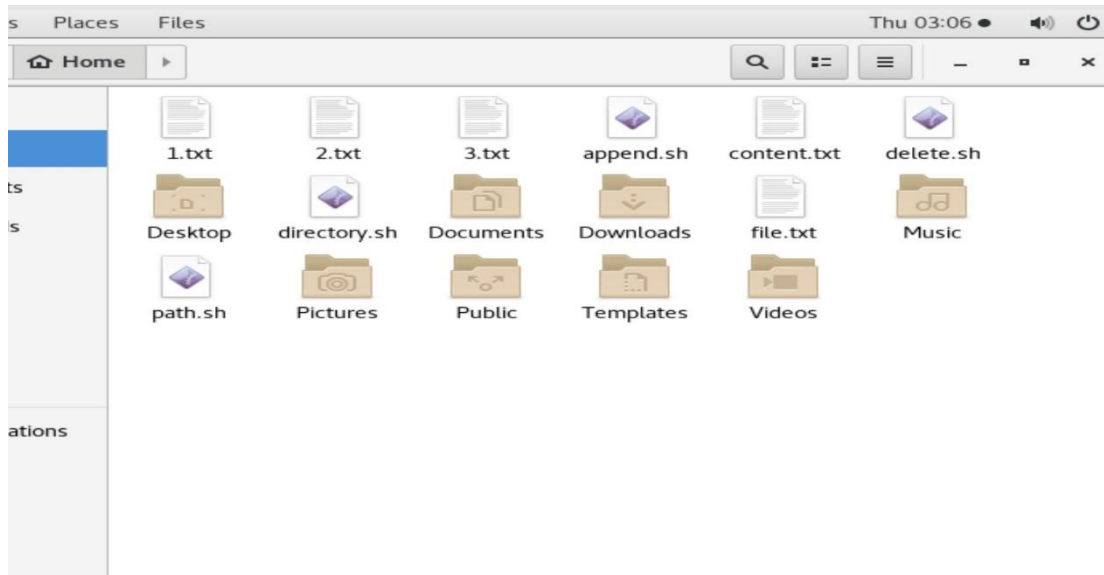 s Places Files Thu 03:06
Home
1.txt 2.txt 3.txt append.sh content.txt delete.sh
ts
s
Desktop directory.sh Documents Downloads file.txt Music
path.sh Pictures Public Templates Videos
ations